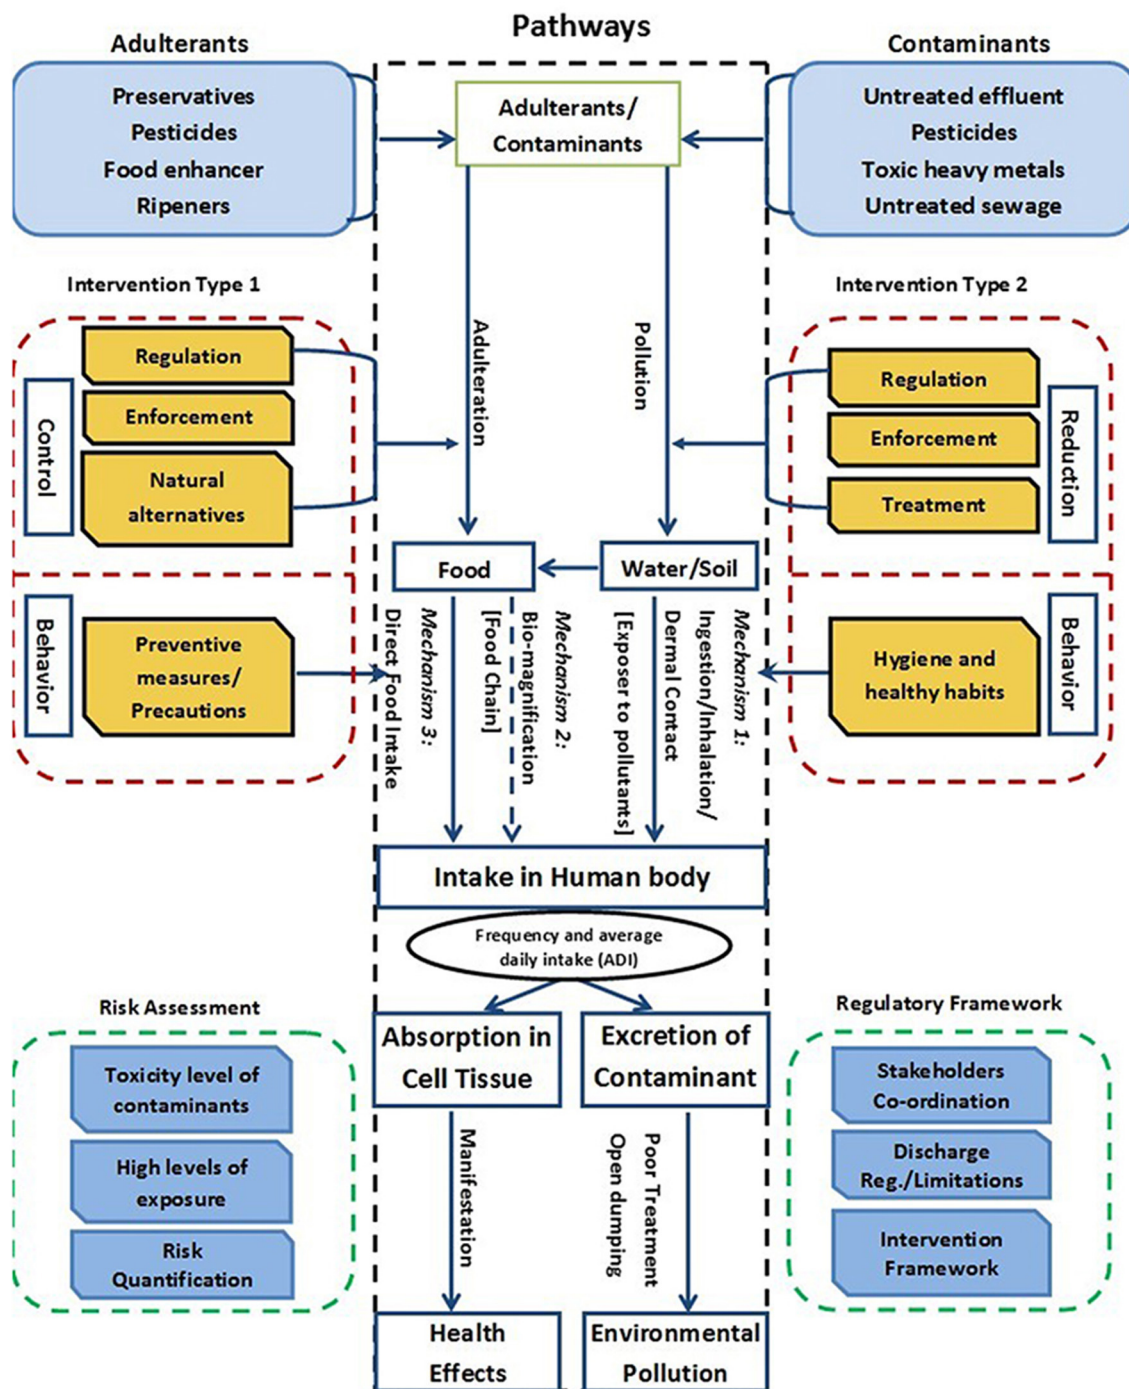 Pathways
Adulterants
Preservatives
Pesticides
Food enhancer
Ripeners
Adulterants/
Contaminants
Contaminants
Untreated effluent
Pesticides
Toxic heavy metals
Untreated sewage
Intervention Type 1
Regulation
Enforcement
Natural
alternatives
Control
Behavior
Preventive
measures/
Precautions
Adulteration
Pollution
Intervention Type 2
Regulation
Enforcement
Treatment
Reduction
Hygiene and
healthy habits
Behavior
Food
Water/Soil
Mechanism 3:
Direct Food Intake
Mechanism 2:
Bio-magnification
[Food Chain]
Mechanism 1:
Ingestion/Inhalation/
Dermal Contact
[Exposer to pollutants]
Intake in Human body
Frequency and average
daily intake (ADI)
Absorption in
Cell Tissue
Excretion of
Contaminant
Risk Assessment
Toxicity level of
contaminants
High levels of
exposure
Risk
Quantification
Manifestation
Poor Treatment
Open dumping
Regulatory Framework
Stakeholders
Co-ordination
Discharge
Reg./Limitations
Intervention
Framework
Health
Effects
Environmental
Pollution